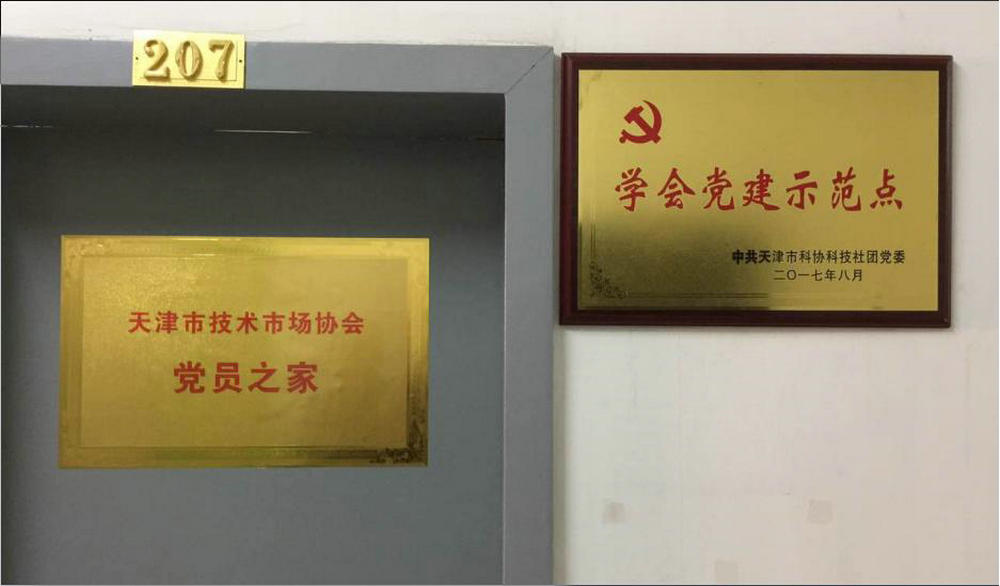 207
天津市技术市场协会
党员之家
学会党建示范点
中共天津市科协科技社团党委
二〇一七年八月